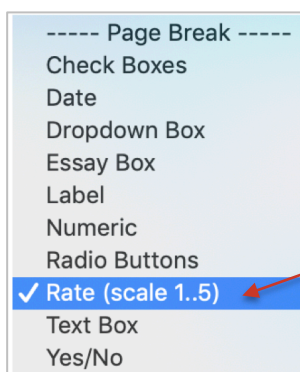 ----- Page Break -----
Check Boxes
Date
Dropdown Box
Essay Box
Label
Numeric
Radio Buttons
✓ Rate (scale 1..5)
Text Box
Yes/No